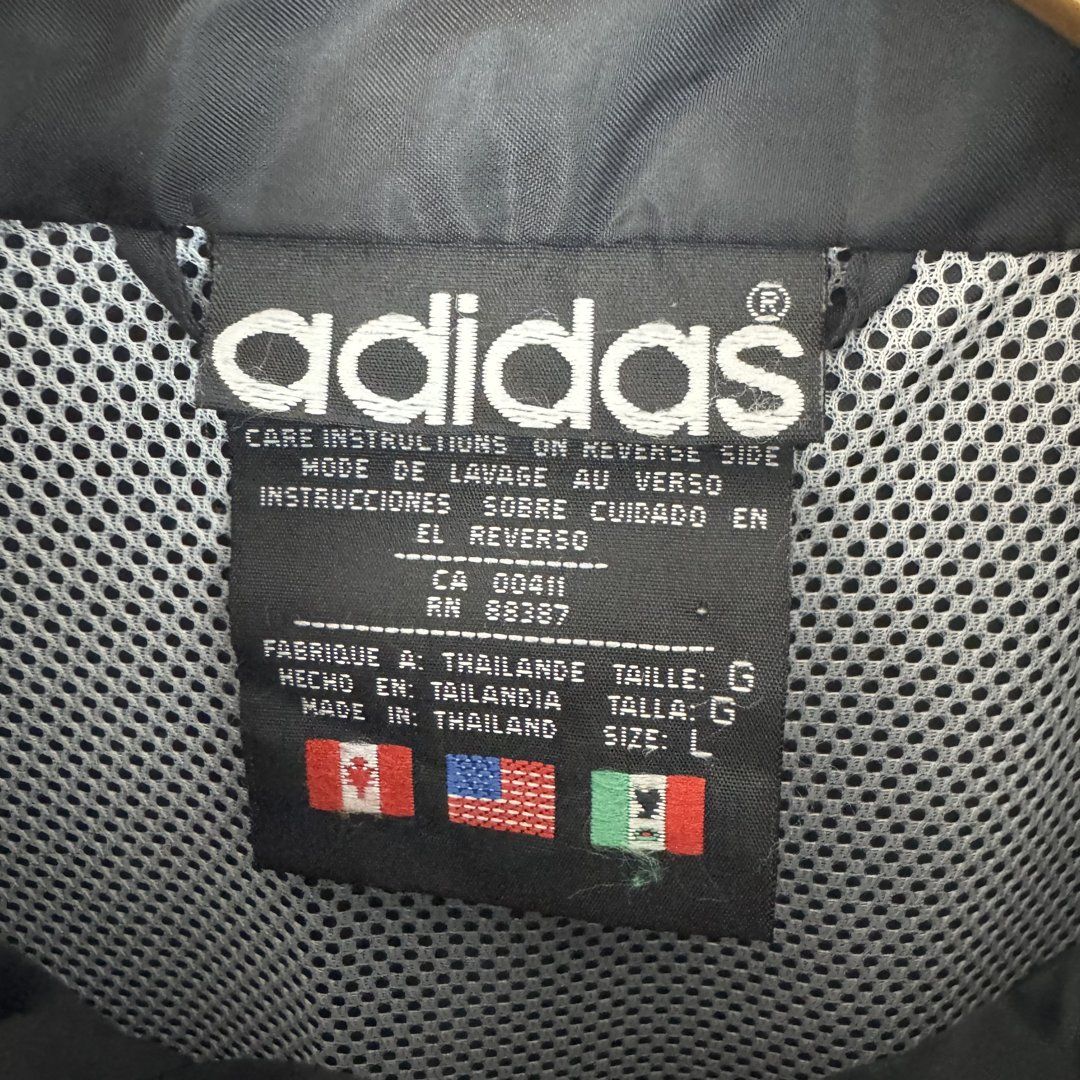 adidas®
CARE INSTRUCTIONS ON REVERSE SIDE
MODE DE LAVAGE AU VERSO
INSTRUCCIONES SOBRE CUIDADO EN
EL REVERSO
CA 00411
RN 88387
FABRIQUE A: THAILANDE TAILLE: G
HECHO EN: TAILANDIA TALLA: G
MADE IN: THAILAND SIZE: L